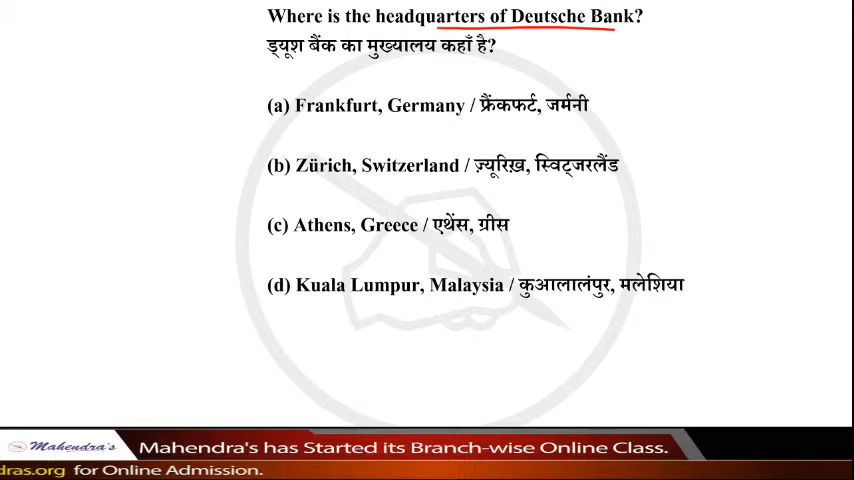 Where is the headquarters of Deutsche Bank?
ड्यूश बैंक का मुख्यालय कहाँ है?
(a) Frankfurt, Germany / फ्रैंकफर्ट, जर्मनी
(b) Zürich, Switzerland / ज़्यूरिख़, स्विट्जरलैंड
(c) Athens, Greece / एथेंस, ग्रीस
(d) Kuala Lumpur, Malaysia / कुआलालंपुर, मलेशिया
Mahendra's Mahendra's has Started its Branch-wise Online Class.
dras.org for Online Admission.